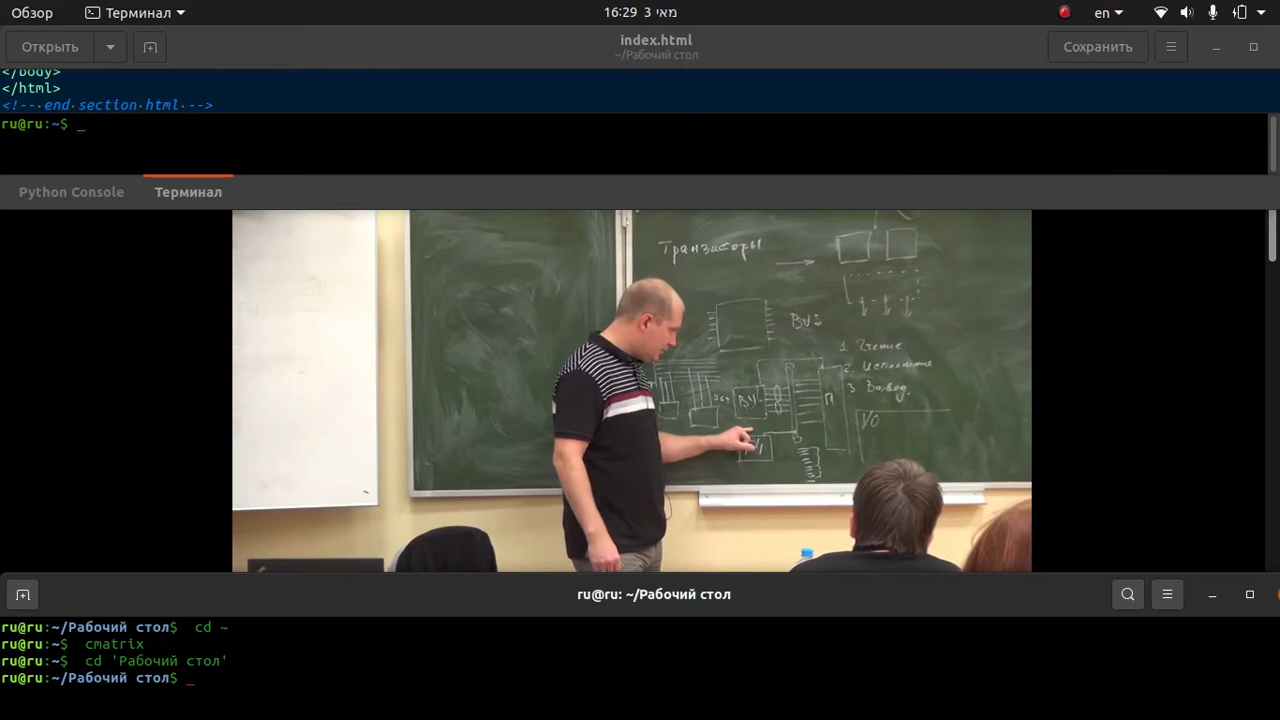 Обзор
Терминал
16:29 3 מאי
en
Открыть
index.html
~/Рабочий стол
Сохранить
</body>
</html>
<!-- end section html -->
ru@ru:~$ _
Python Console
Терминал
Транзисторы
BUS
1 Чтение
2. Исполнения
3 Вывод
ВУ
П
I/O
ru@ru: ~/Рабочий стол
ru@ru:~/Рабочий стол$ cd ~
ru@ru:~$ cmatrix
ru@ru:~$ cd 'Рабочий стол'
ru@ru:~/Рабочий стол$ _